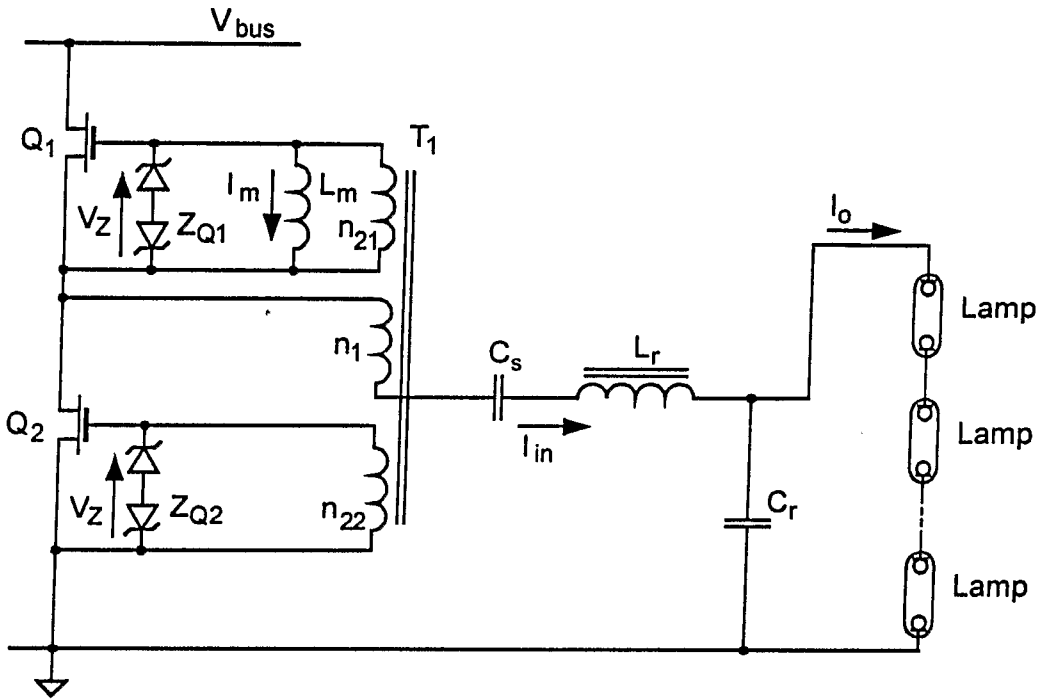 Vbus
Q1
T1
Im
Lm
VZ
ZQ1
n21
Io
Lamp
n1
Cs
Lr
Q2
Iin
Lamp
VZ
ZQ2
n22
Cr
Lamp